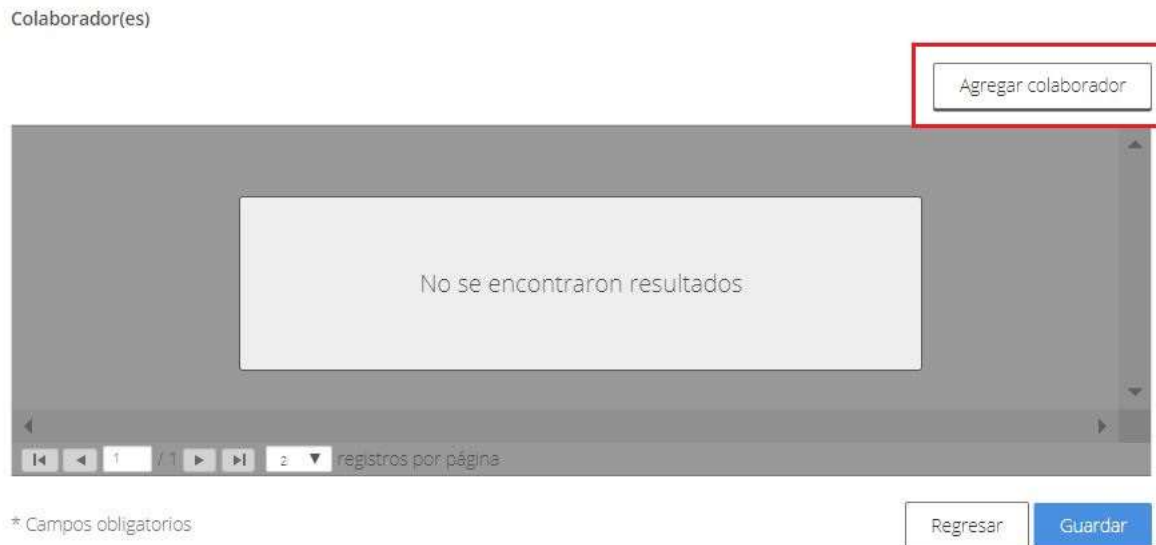 Colaborador(es)
Agregar colaborador
No se encontraron resultados
1 / 1 2 registros por página
* Campos obligatorios
Regresar Guardar